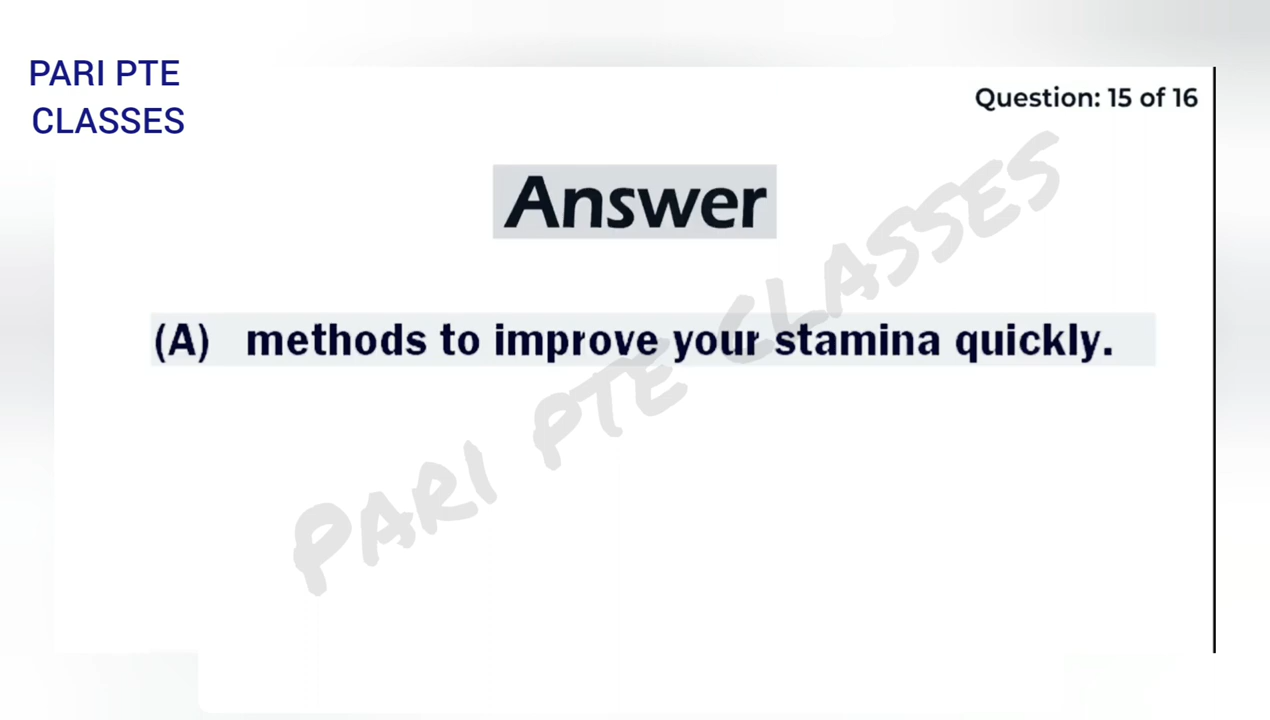 PARI PTE
CLASSES
Question: 15 of 16
Answer
(A) methods to improve your stamina quickly.
PARI PTE CLASSES